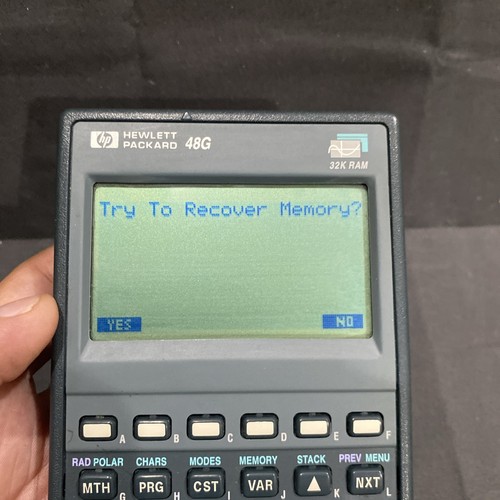 hp HEWLETT
PACKARD 48G
32K RAM
Try To Recover Memory?
YES NO
A B C D E F
RAD POLAR CHARS MODES MEMORY STACK PREV MENU
MTH G PRG H CST I VAR J ▲ K NXT L